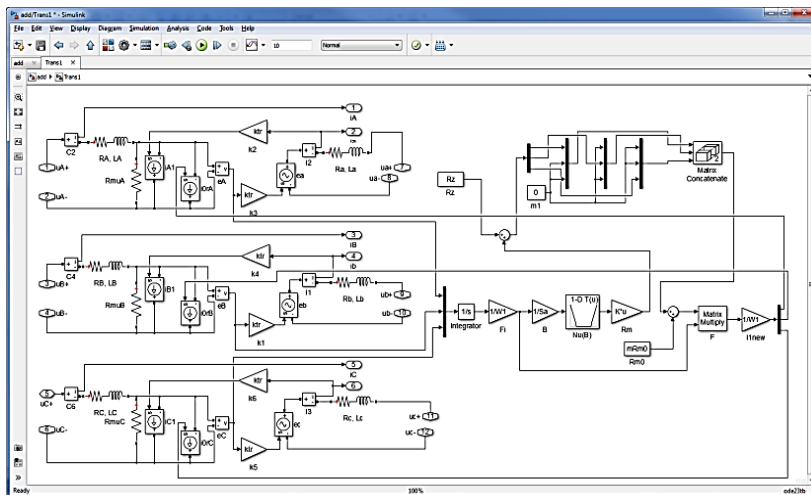 add/Trans1 * - Simulink
File Edit View Display Diagram Simulation Analysis Code Tools Help
10
Normal
add
Trans1
add Trans1
1
iA
ktr
2
k2
C2
RA, LA
1
uA+
2
uA-
RmuA
iA1
i0rA
eA
ktr
k3
ea
i2
Ra, La
ua+
7
ua-
8
Rz
Rz
0
m1
Matrix
Concatenate
3
iB
ktr
4
ib
k4
C4
RB, LB
3
uB+
4
uB-
RmuB
iB1
i0rB
eB
ktr
k1
eb
i1
Rb, Lb
ub+
9
ub-
10
1/s
Integrator
1/W1
Fi
1/Sa
B
1-D T(u)
Nu(B)
K*u
Rm
mRm0
Rm0
Matrix
Multiply
F
1/W1
I1new
5
iC
ktr
6
k6
5
uC+
C6
RC, LC
6
uC-
RmuC
iC1
i0rC
eC
ktr
k5
ec
i3
Rc, Lc
uc+
11
uc-
12
Ready
100%
ode23tb